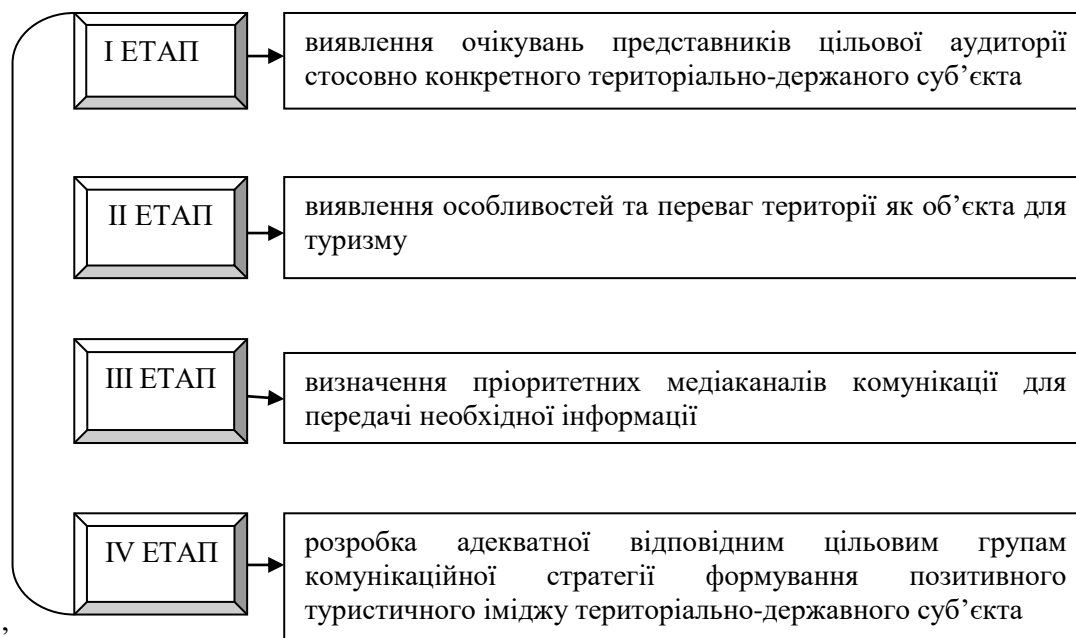 І ЕТАП
виявлення очікувань представників цільової аудиторії
стосовно конкретного територіально-держаного суб’єкта
ІІ ЕТАП
виявлення особливостей та переваг території як об’єкта для
туризму
ІІІ ЕТАП
визначення пріоритетних медіаканалів комунікації для
передачі необхідної інформації
IV ЕТАП
розробка адекватної відповідним цільовим групам
комунікаційної стратегії формування позитивного
туристичного іміджу територіально-державного суб’єкта
,